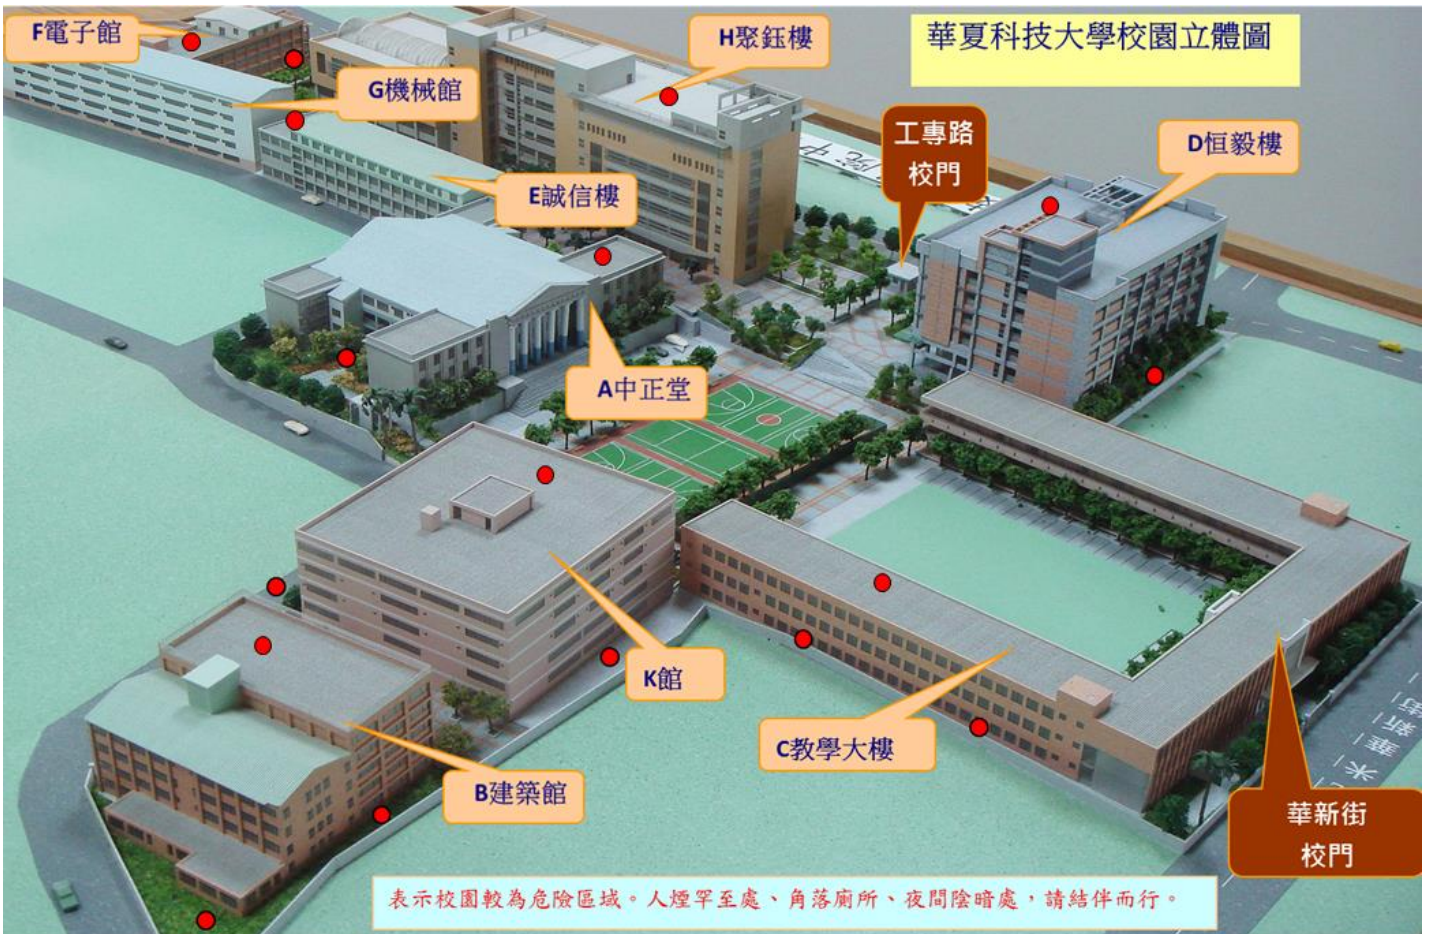 華夏科技大學校園立體圖
F電子館
H聚鈺樓
G機械館
工專路
校門
D恒毅樓
E誠信樓
A中正堂
K館
C教學大樓
B建築館
華新街
校門
表示校園較為危險區域。人煙罕至處、角落廁所、夜間陰暗處，請結伴而行。